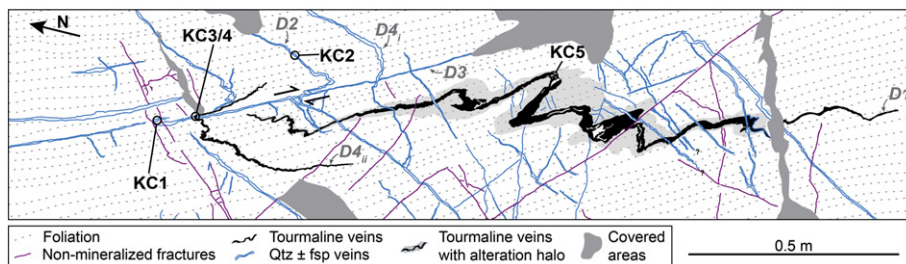 N
D2
D4
KC3/4
KC2
KC5
D3
D1
D4ii
KC1
?
?
Foliation
Non-mineralized fractures
Tourmaline veins
Qtz ± fsp veins
Tourmaline veins
with alteration halo
Covered
areas
0.5 m